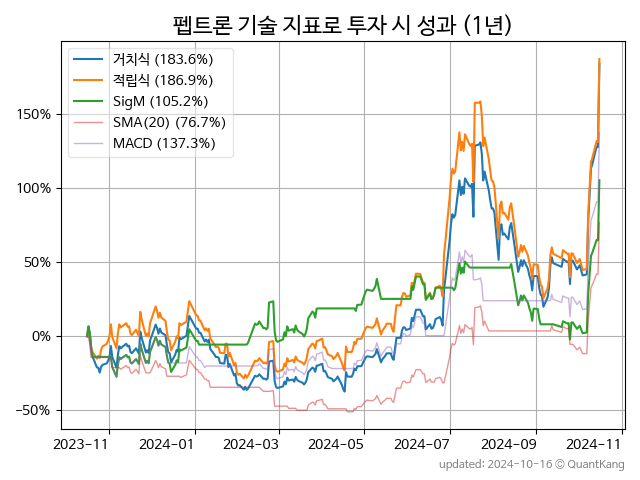 펩트론 기술 지표로 투자 시 성과 (1년)
거치식 (183.6%)
적립식 (186.9%)
SigM (105.2%)
SMA(20) (76.7%)
MACD (137.3%)
150%
100%
50%
0%
−50%
2023-11
2024-01
2024-03
2024-05
2024-07
2024-09
2024-11
updated: 2024-10-16 © QuantKang